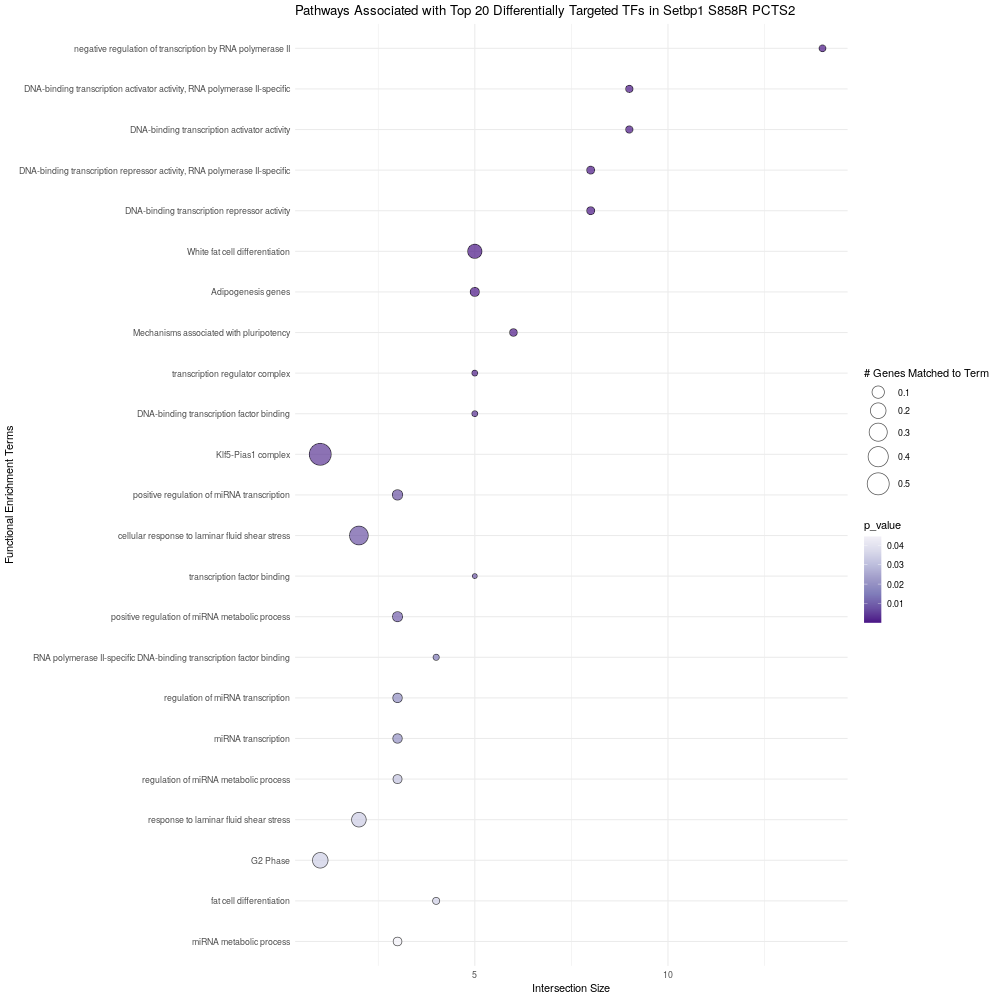 Pathways Associated with Top 20 Differentially Targeted TFs in Setbp1 S858R PCTS2
negative regulation of transcription by RNA polymerase II
DNA-binding transcription activator activity, RNA polymerase II-specific
DNA-binding transcription activator activity
DNA-binding transcription repressor activity, RNA polymerase II-specific
DNA-binding transcription repressor activity
White fat cell differentiation
Adipogenesis genes
Mechanisms associated with pluripotency
transcription regulator complex
DNA-binding transcription factor binding
Klf5-Pias1 complex
positive regulation of miRNA transcription
cellular response to laminar fluid shear stress
transcription factor binding
positive regulation of miRNA metabolic process
RNA polymerase II-specific DNA-binding transcription factor binding
regulation of miRNA transcription
miRNA transcription
regulation of miRNA metabolic process
response to laminar fluid shear stress
G2 Phase
fat cell differentiation
miRNA metabolic process
Functional Enrichment Terms
5
10
Intersection Size
# Genes Matched to Term
0.1
0.2
0.3
0.4
0.5
p_value
0.04
0.03
0.02
0.01